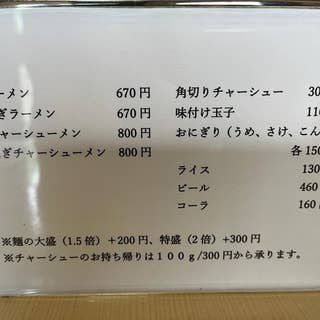 ーメン 670円
ぎラーメン 670円
チャーシューメン 800円
ぎチャーシューメン 800円
角切りチャーシュー 30
味付け玉子 110
おにぎり（うめ、さけ、こん
各150
ライス 130
ビール 460
コーラ 160
※麺の大盛（1.5倍）＋200円、特盛（2倍）+300円
※チャーシューのお持ち帰りは１００g/300円から承ります。